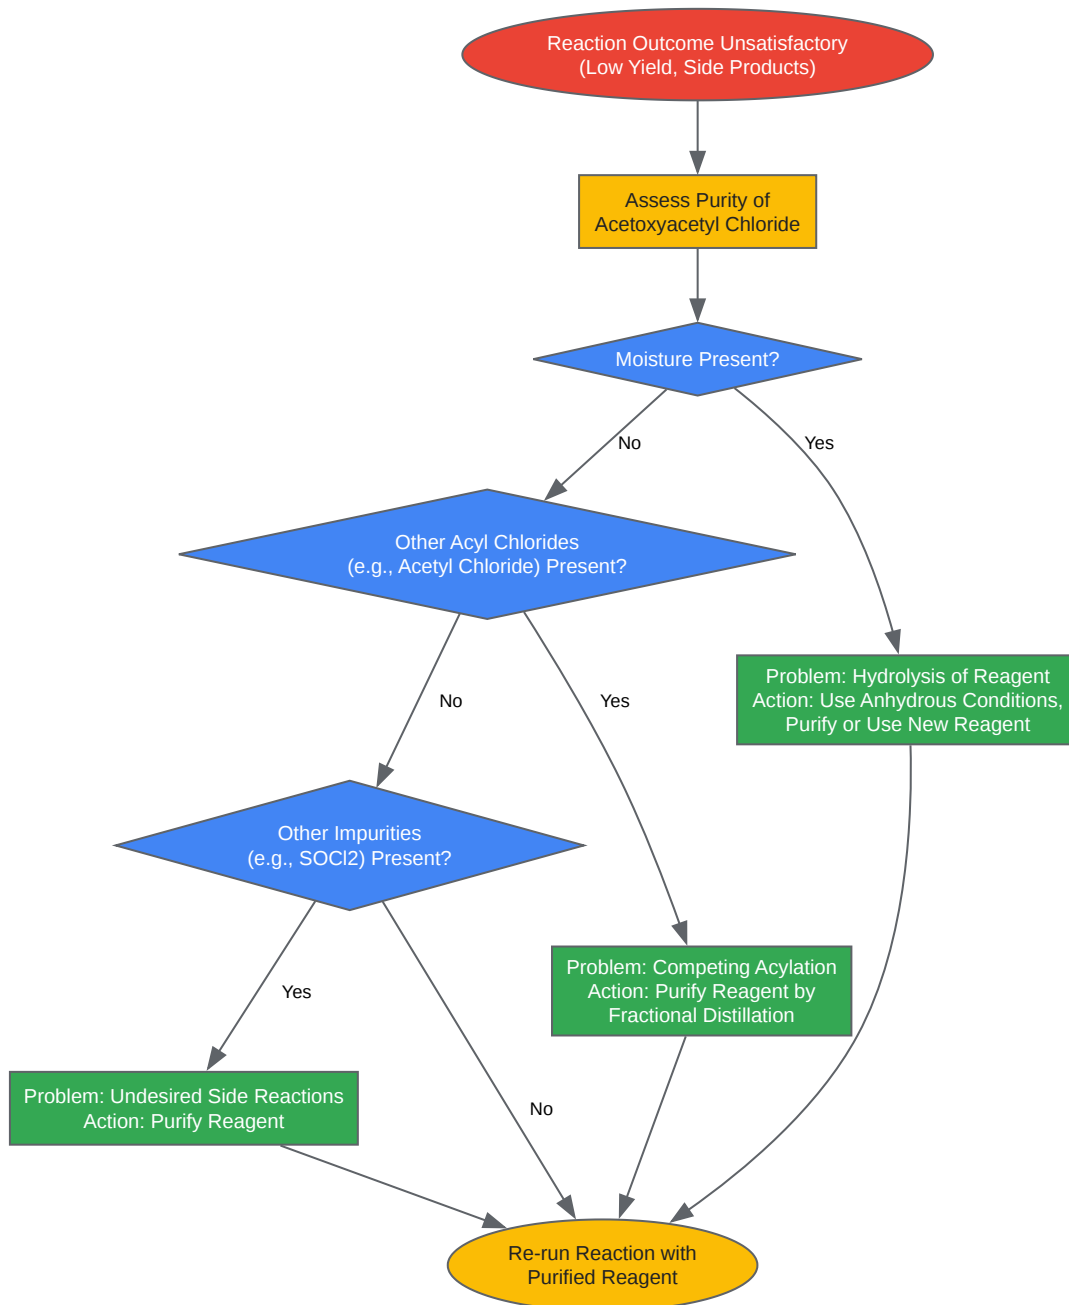 Reaction Outcome Unsatisfactory
(Low Yield, Side Products)
Assess Purity of
Acetoxyacetyl Chloride
Moisture Present?
No
Yes
Other Acyl Chlorides
(e.g., Acetyl Chloride) Present?
No
Yes
Problem: Hydrolysis of Reagent
Action: Use Anhydrous Conditions,
Purify or Use New Reagent
Other Impurities
(e.g., SOCl2) Present?
Yes
No
Problem: Competing Acylation
Action: Purify Reagent by
Fractional Distillation
Problem: Undesired Side Reactions
Action: Purify Reagent
Re-run Reaction with
Purified Reagent